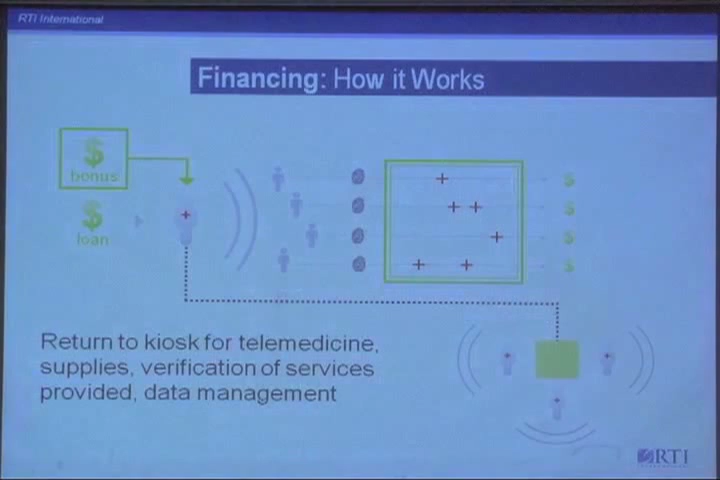 RTI International
Financing: How it Works
$
bonus
$
loan
$
$
$
$
Return to kiosk for telemedicine,
supplies, verification of services
provided, data management
RTI
INTERNATIONAL